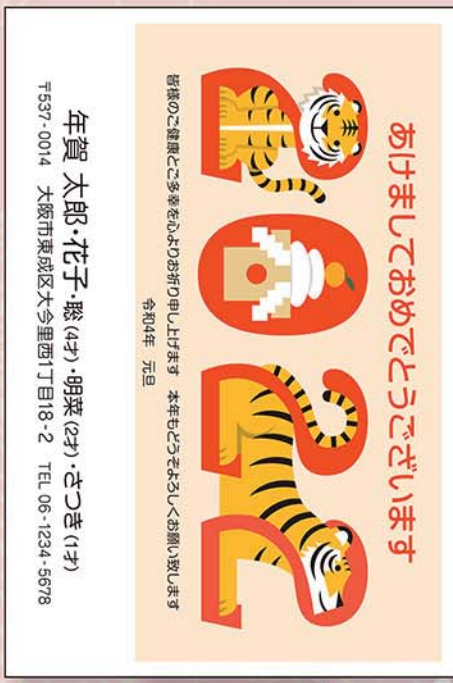 あけましておめでとうございます
2022
皆様のご健康とご多幸を心よりお祈り申し上げます　本年もどうぞよろしくお願い致します
令和4年　元旦
年賀 太郎・花子・聡(4才)・明菜(2才)・さつき(1才)
〒537-0014　大阪市東成区大今里西1丁目18-2　TEL 06-1234-5678